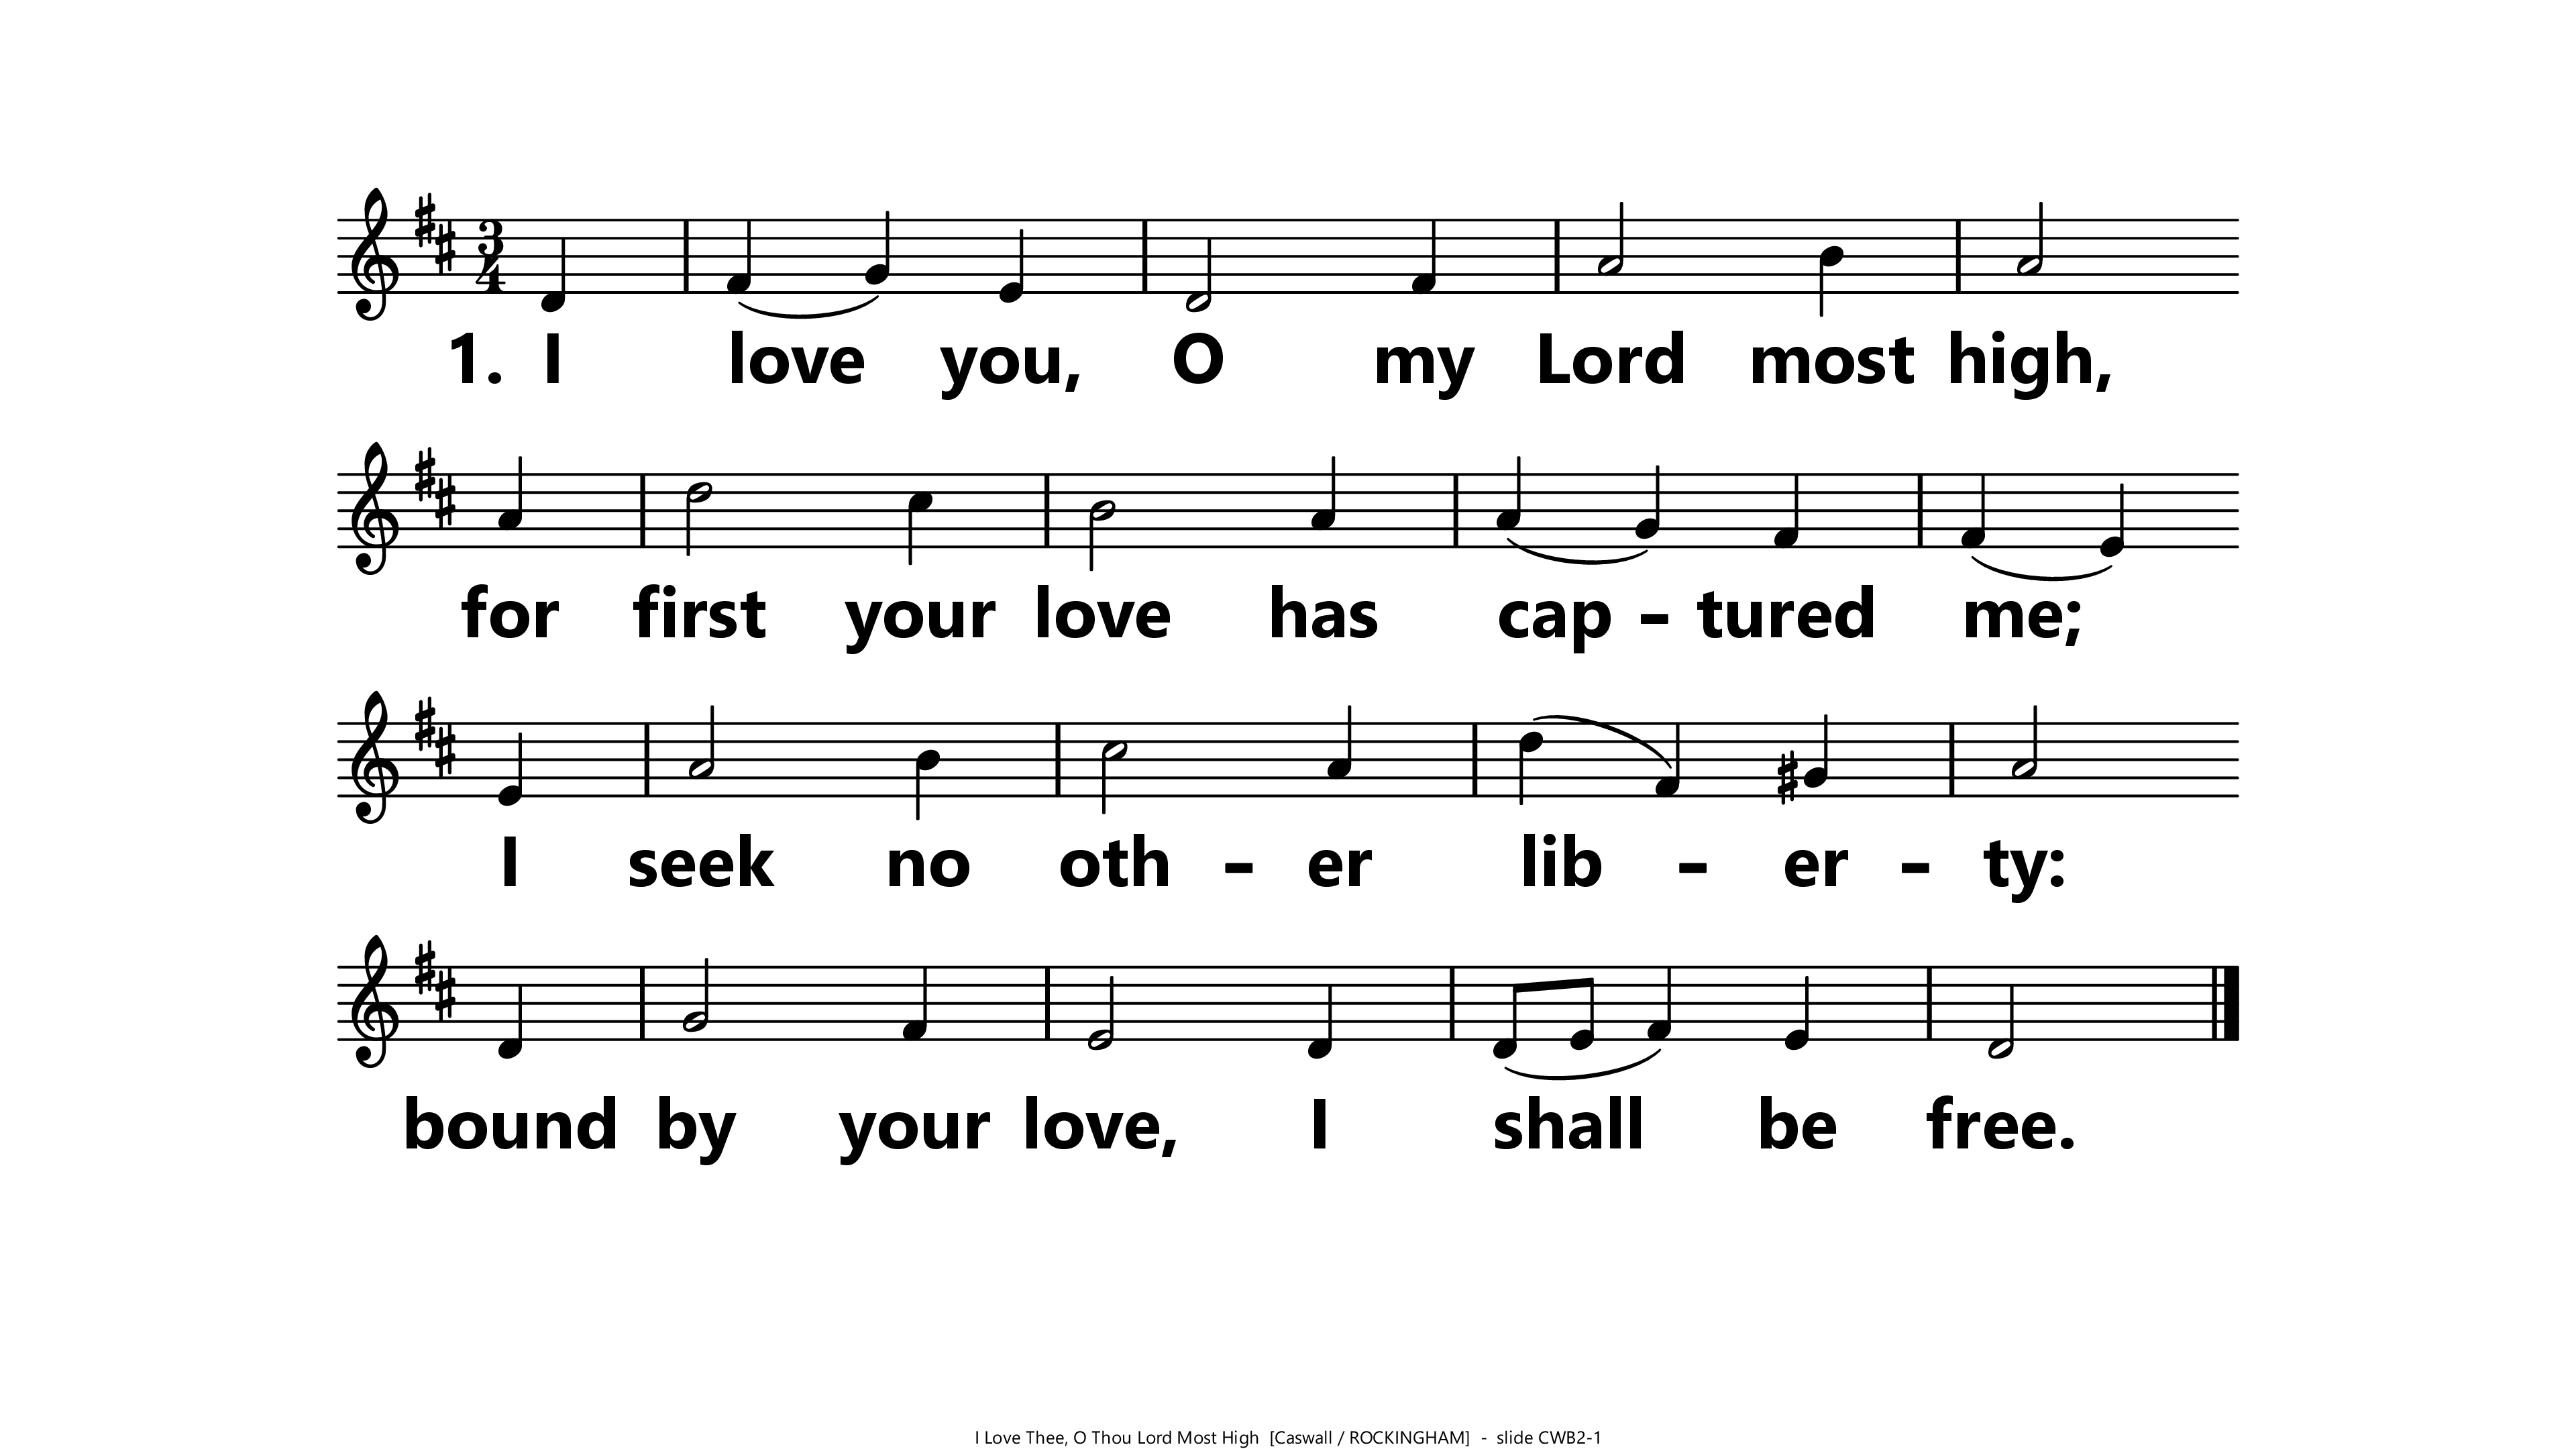 3
4
1. I love you, O my Lord most high,
for first your love has cap - tured me;
I seek no oth - er lib - er - ty:
bound by your love, I shall be free.
I Love Thee, O Thou Lord Most High [Caswall / ROCKINGHAM] - slide CWB2-1